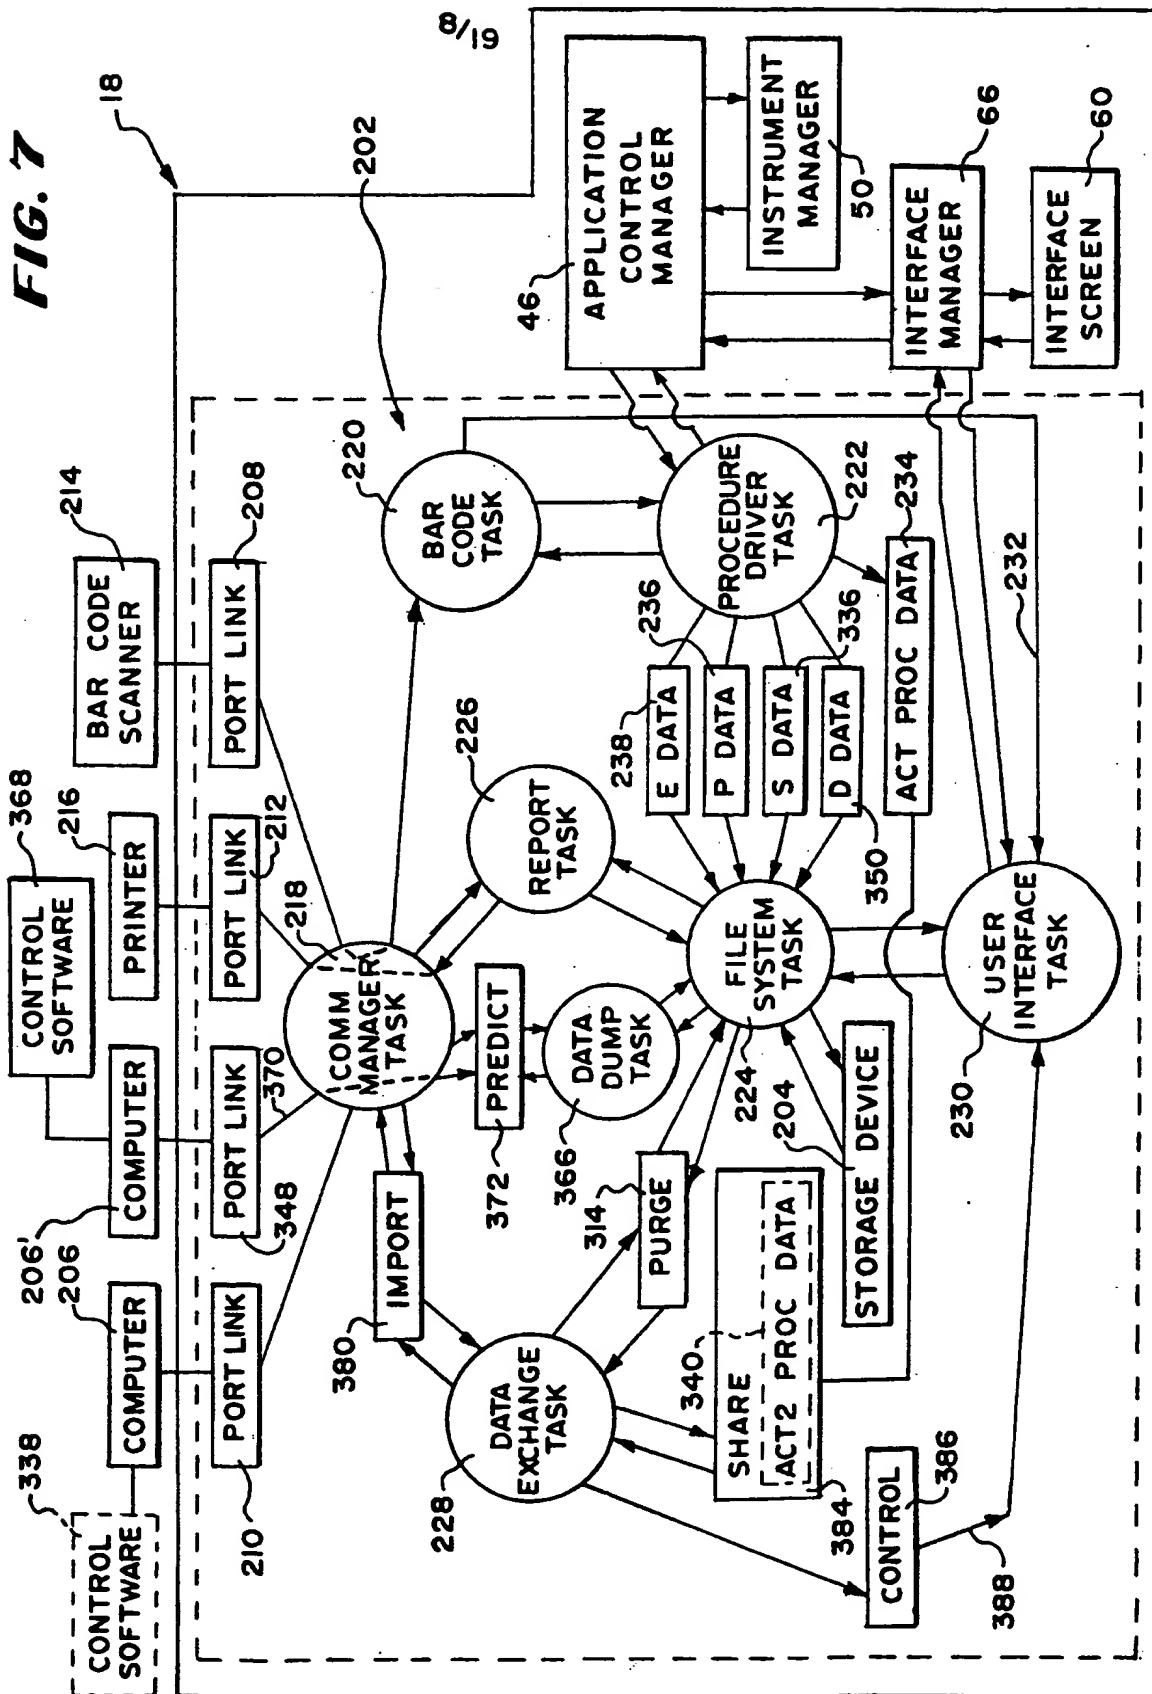 FIG. 7
8/19
18
CONTROL
SOFTWARE
338
COMPUTER
206
COMPUTER
206'
CONTROL
SOFTWARE
368
PRINTER
216
BAR CODE
SCANNER
214
PORT LINK
210
PORT LINK
348
370
PORT LINK
212
PORT LINK
208
202
COMM
MANAGER
TASK
218
IMPORT
380
PREDICT
372
REPORT
TASK
226
BAR
CODE
TASK
220
DATA
EXCHANGE
TASK
228
DATA
DUMP
TASK
366
PURGE
314
FILE
SYSTEM
TASK
224
E DATA
238
P DATA
236
S DATA
336
D DATA
350
PROCEDURE
DRIVER
TASK
222
SHARE
ACT2 PROC DATA
340
384
STORAGE DEVICE
204
ACT PROC DATA
234
CONTROL
386
388
USER
INTERFACE
TASK
230
232
APPLICATION
CONTROL
MANAGER
46
INSTRUMENT
MANAGER
50
INTERFACE
MANAGER
66
INTERFACE
SCREEN
60